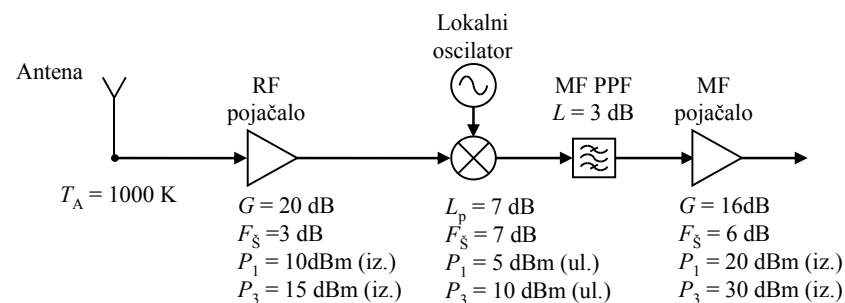 Lokalni
oscilator
Antena
RF
pojačalo
MF PPF
L = 3 dB
MF
pojačalo
T_A = 1000 K
G = 20 dB
F_Š =3 dB
P_1 = 10dBm (iz.)
P_3 = 15 dBm (iz.)
L_p = 7 dB
F_Š = 7 dB
P_1 = 5 dBm (ul.)
P_3 = 10 dBm (ul.)
G = 16dB
F_Š = 6 dB
P_1 = 20 dBm (iz.)
P_3 = 30 dBm (iz.)